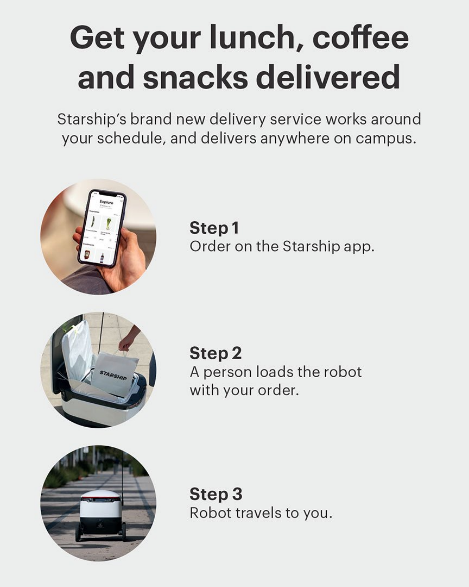 Get your lunch, coffee
and snacks delivered
Starship’s brand new delivery service works around
your schedule, and delivers anywhere on campus.
Explore
Step 1
Order on the Starship app.
STARSHIP
Step 2
A person loads the robot
with your order.
Step 3
Robot travels to you.